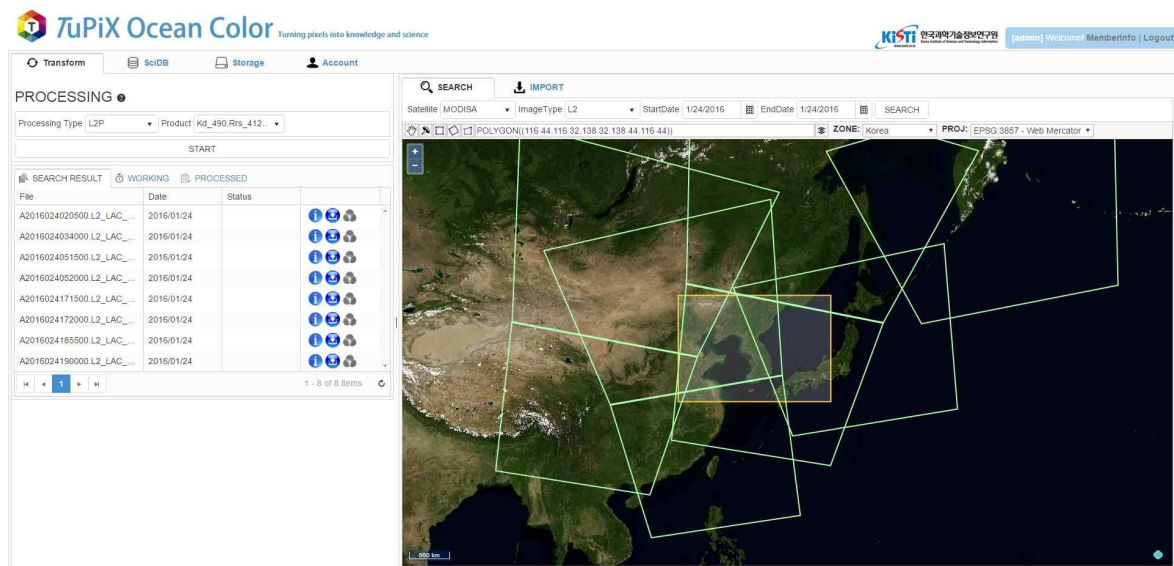 TuPiX Ocean Color Turning pixels into knowledge and science
KiSTi 한국과학기술정보연구원
[admin] Welcome! MemberInfo | Logout
Transform SciDB Storage Account
PROCESSING
Processing Type L2P Product Kd_490,Rrs_412..
START
SEARCH RESULT WORKING PROCESSED
File Date Status
A2016024020500.L2_LAC_... 2016/01/24
A2016024034000.L2_LAC_... 2016/01/24
A2016024051500.L2_LAC_... 2016/01/24
A2016024052000.L2_LAC_... 2016/01/24
A2016024171500.L2_LAC_... 2016/01/24
A2016024172000.L2_LAC_... 2016/01/24
A2016024185500.L2_LAC_... 2016/01/24
A2016024190000.L2_LAC_... 2016/01/24
1
1 - 8 of 8 items
SEARCH IMPORT
Satellite MODISA ImageType L2 StartDate 1/24/2016 EndDate 1/24/2016 SEARCH
POLYGON((116 44,116 32,138 32,138 44,116 44)) ZONE: Korea PROJ: EPSG:3857 - Web Mercator
+
-
500 km